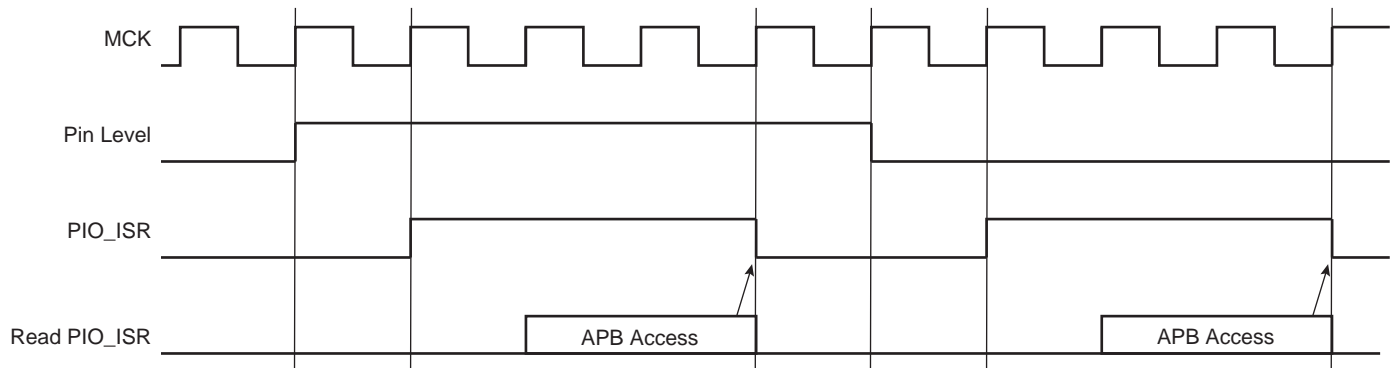 MCK
Pin Level
PIO_ISR
Read PIO_ISR
APB Access
APB Access